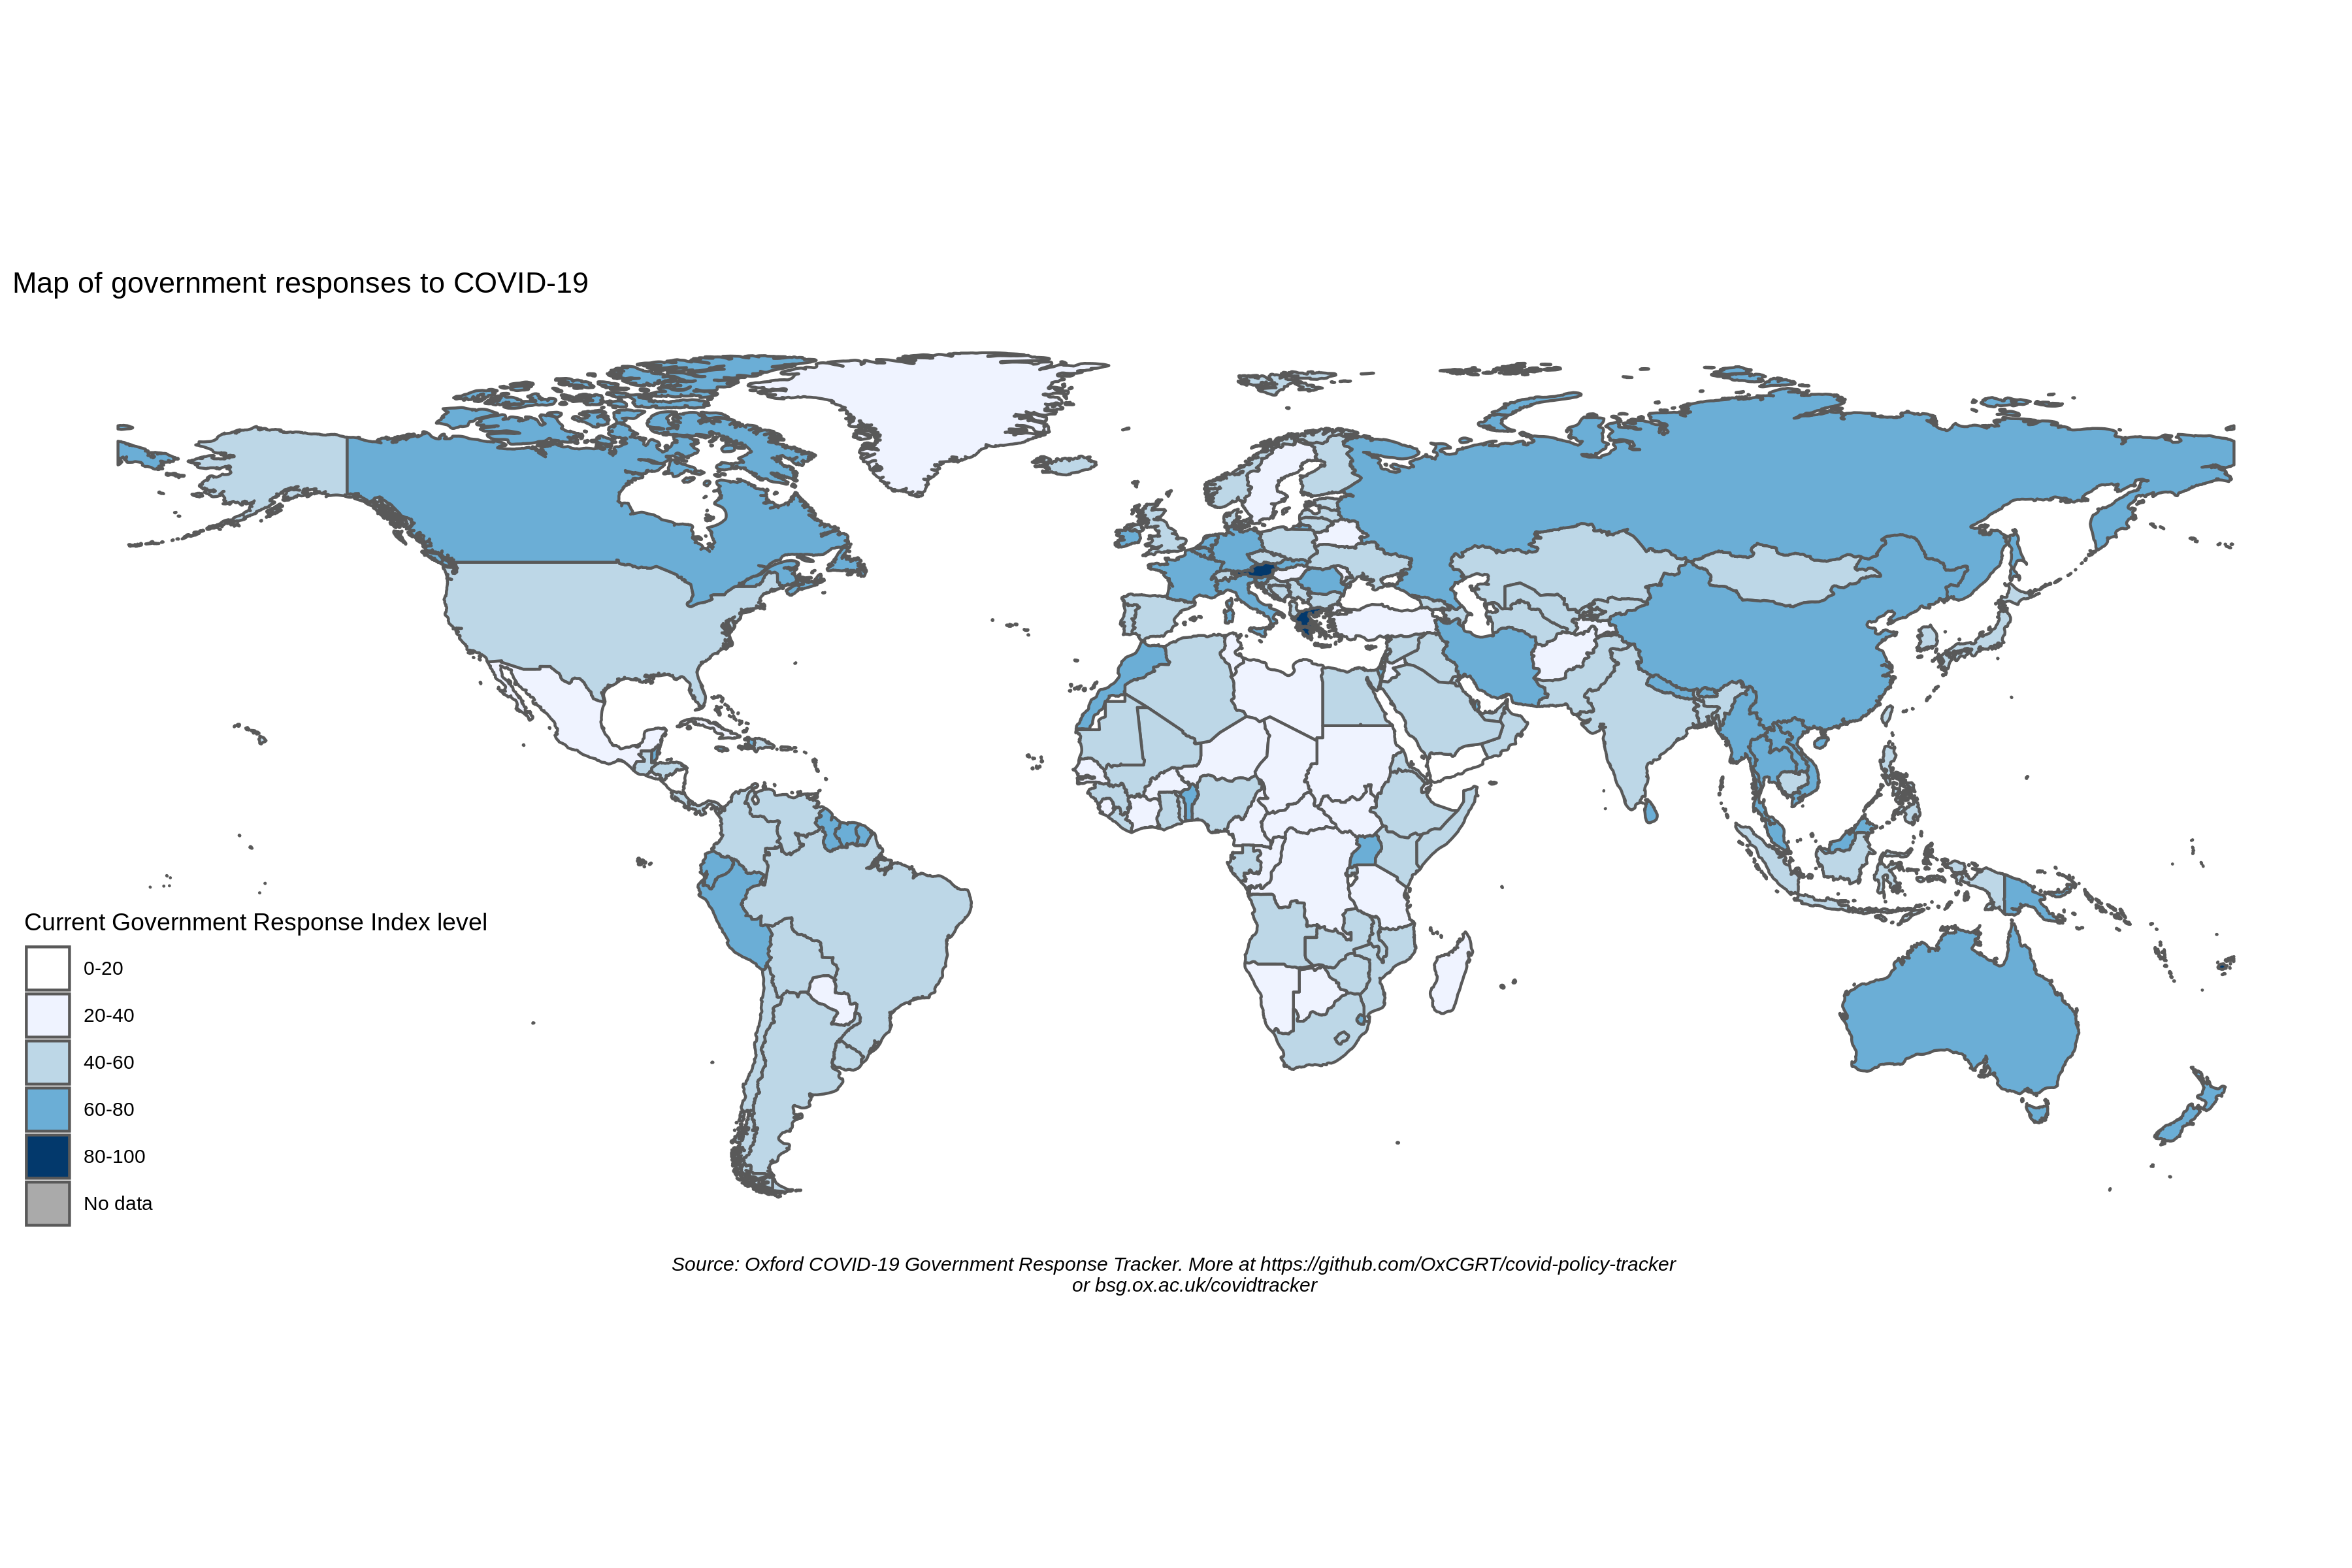 Map of government responses to COVID-19
Current Government Response Index level
0-20
20-40
40-60
60-80
80-100
No data
Source: Oxford COVID-19 Government Response Tracker. More at https://github.com/OxCGRT/covid-policy-tracker
or bsg.ox.ac.uk/covidtracker